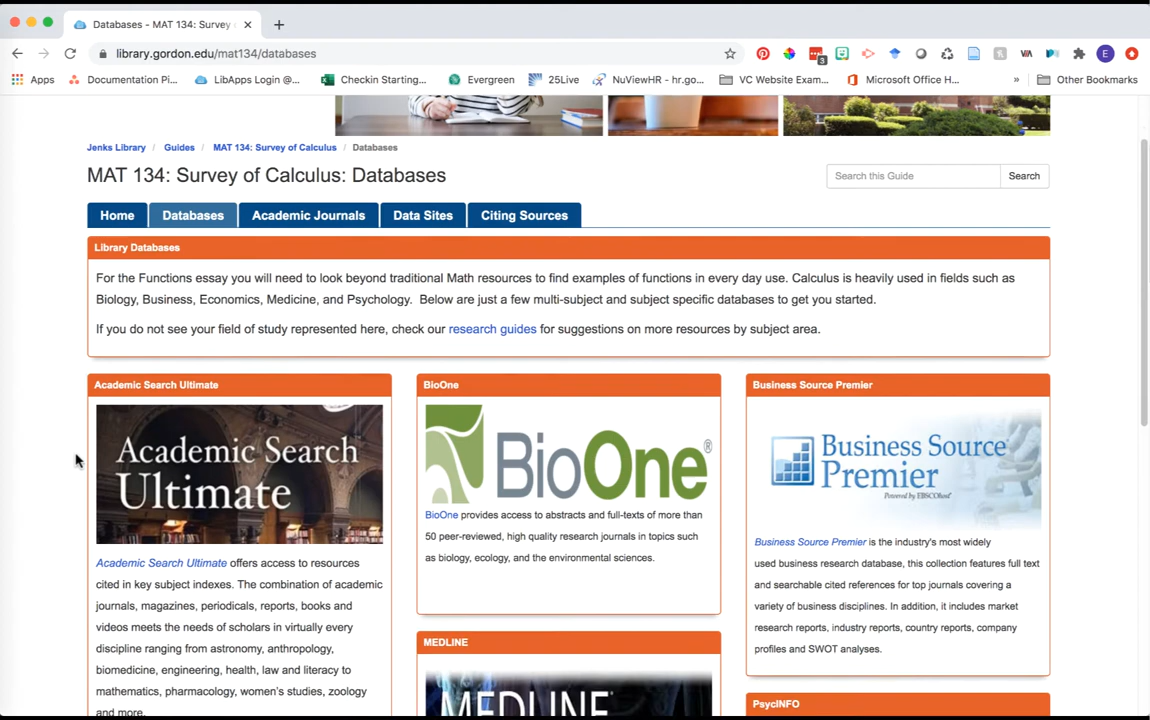 Databases - MAT 134: Survey
library.gordon.edu/mat134/databases
3
E
Apps
Documentation Pi...
LibApps Login @...
Checkin Starting...
Evergreen
25Live
NuViewHR - hr.go...
VC Website Exam...
Microsoft Office H...
»
Other Bookmarks
Jenks Library / Guides / MAT 134: Survey of Calculus / Databases
MAT 134: Survey of Calculus: Databases
Search this Guide
Search
Home
Databases
Academic Journals
Data Sites
Citing Sources
Library Databases
For the Functions essay you will need to look beyond traditional Math resources to find examples of functions in every day use. Calculus is heavily used in fields such as
Biology, Business, Economics, Medicine, and Psychology. Below are just a few multi-subject and subject specific databases to get you started.
If you do not see your field of study represented here, check our research guides for suggestions on more resources by subject area.
Academic Search Ultimate
Academic Search
Ultimate
Academic Search Ultimate offers access to resources
cited in key subject indexes. The combination of academic
journals, magazines, periodicals, reports, books and
videos meets the needs of scholars in virtually every
discipline ranging from astronomy, anthropology,
biomedicine, engineering, health, law and literacy to
mathematics, pharmacology, women's studies, zoology
and more.
BioOne
BioOne®
BioOne provides access to abstracts and full-texts of more than
50 peer-reviewed, high quality research journals in topics such
as biology, ecology, and the environmental sciences.
MEDLINE
MEDLINE
Business Source Premier
Business Source
Premier
Powered by EBSCOhost
Business Source Premier is the industry's most widely
used business research database, this collection features full text
and searchable cited references for top journals covering a
variety of business disciplines. In addition, it includes market
research reports, industry reports, country reports, company
profiles and SWOT analyses.
PsycINFO